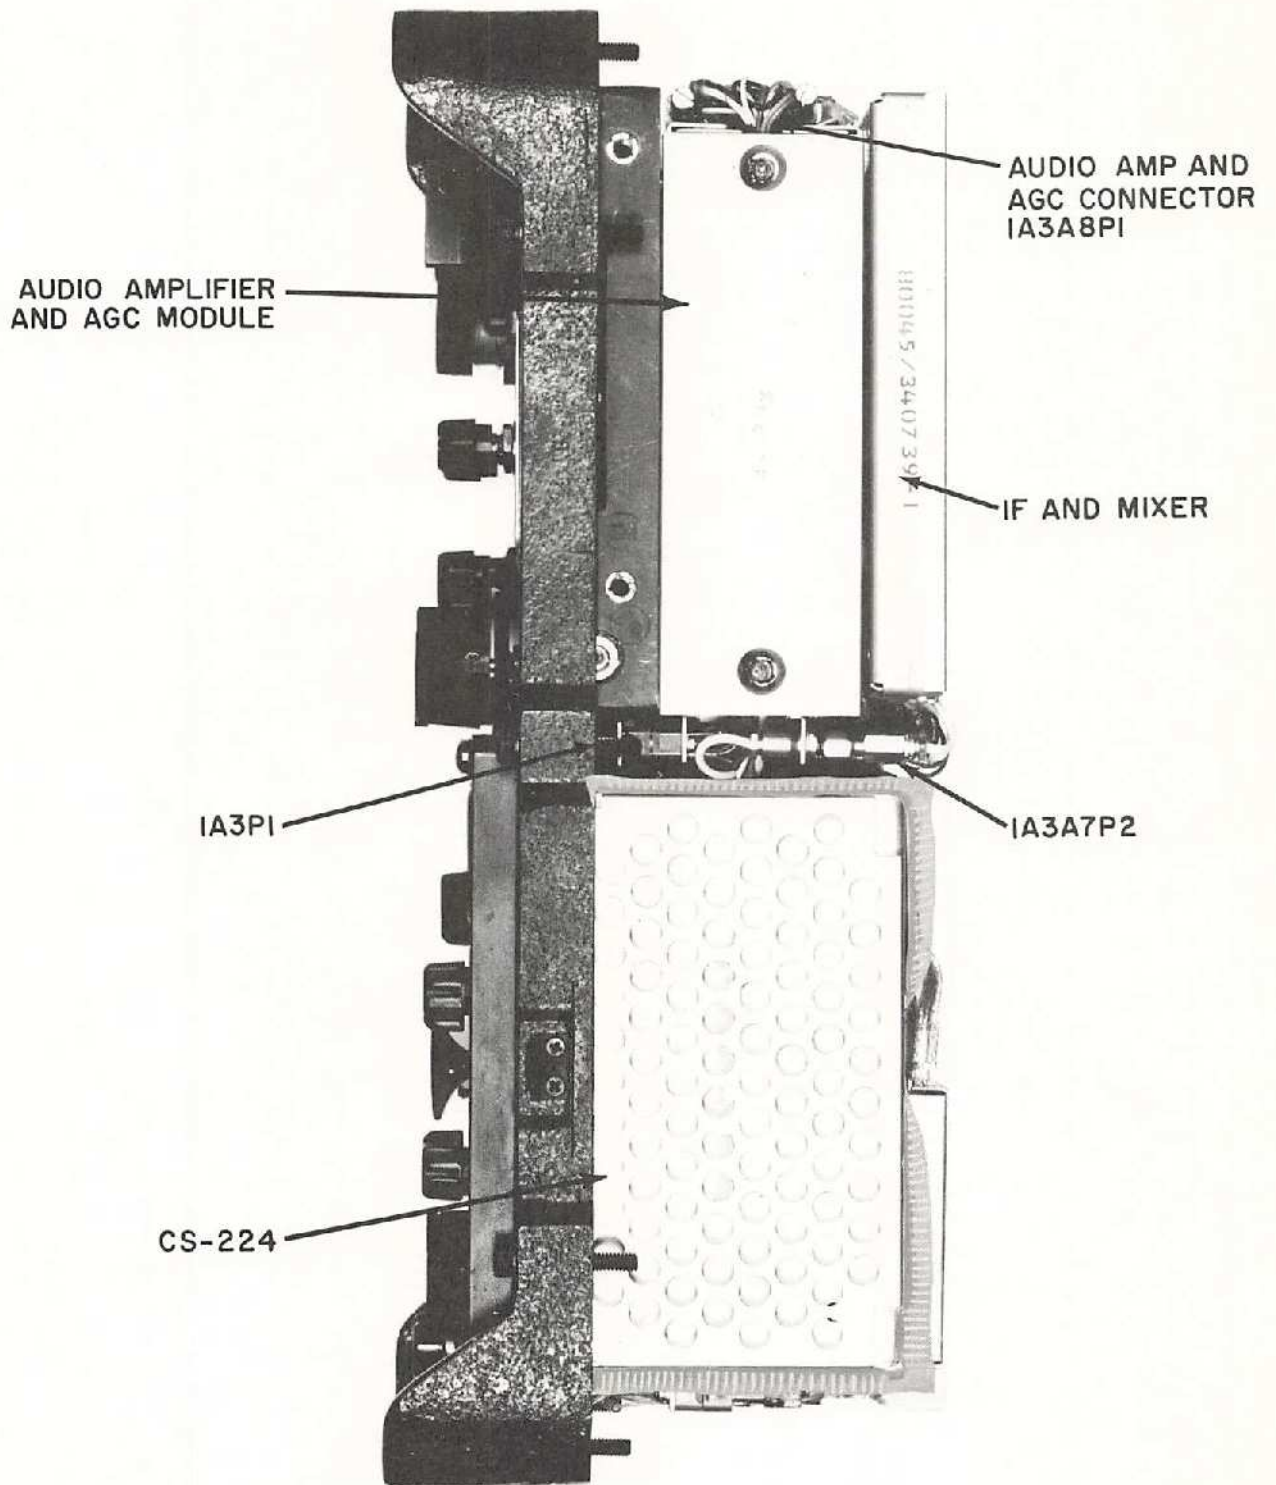 AUDIO AMP AND
AGC CONNECTOR
1A3A8P1
AUDIO AMPLIFIER
AND AGC MODULE
IF AND MIXER
1A3P1
1A3A7P2
CS-224